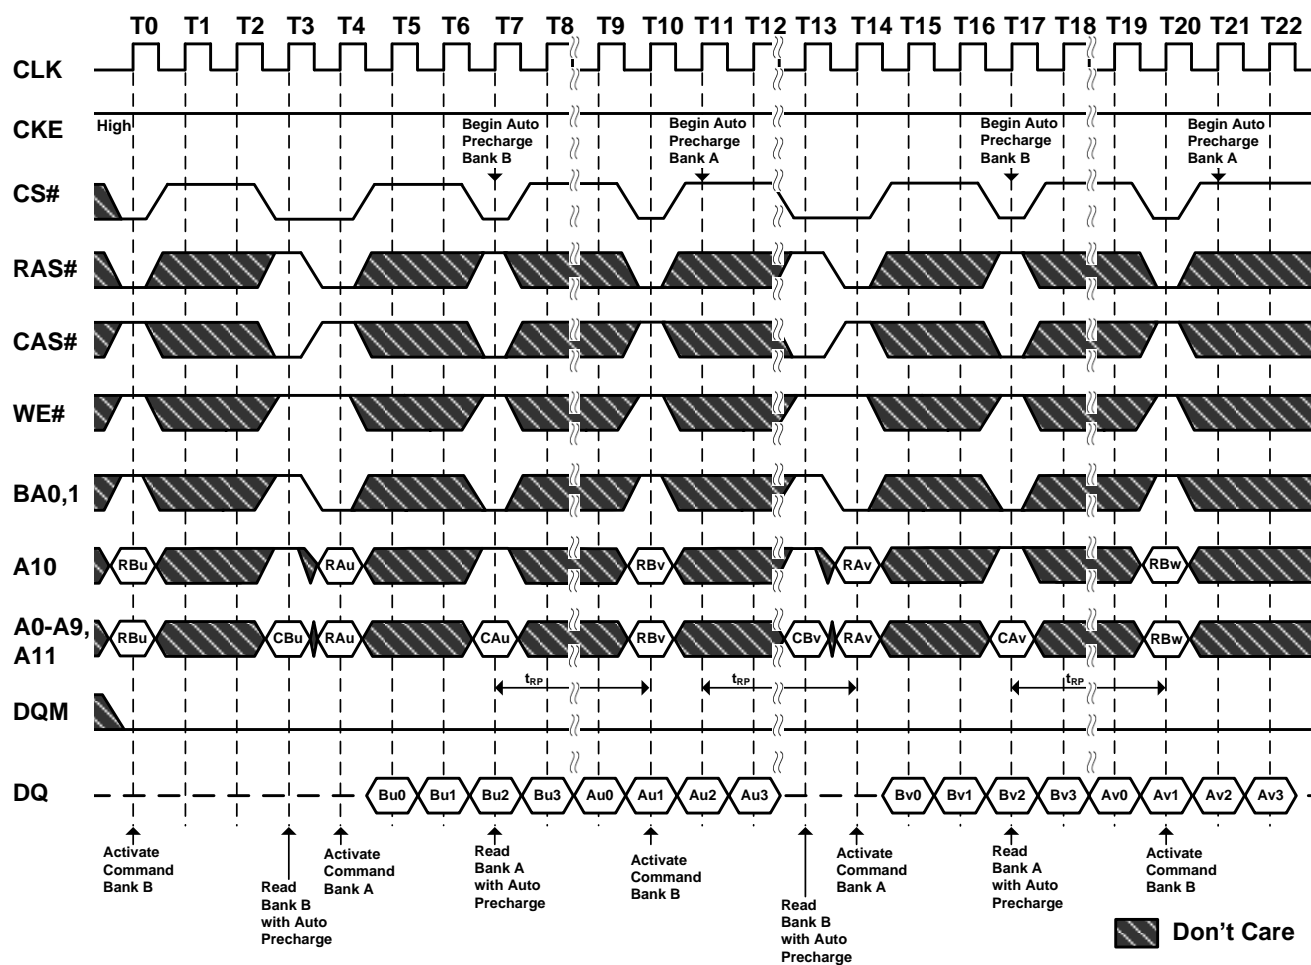 T0 T1 T2 T3 T4 T5 T6 T7 T8 T9 T10 T11 T12 T13 T14 T15 T16 T17 T18 T19 T20 T21 T22
CLK
CKE
High
Begin Auto
Precharge
Bank B
Begin Auto
Precharge
Bank A
Begin Auto
Precharge
Bank B
Begin Auto
Precharge
Bank A
CS#
RAS#
CAS#
WE#
BA0,1
A10
RBu RAu RBv RAv RBw
A0-A9,
A11
RBu CBu RAu CAu RBv CBv RAv CAv RBw
tRP tRP tRP
DQM
DQ
Bu0 Bu1 Bu2 Bu3 Au0 Au1 Au2 Au3 Bv0 Bv1 Bv2 Bv3 Av0 Av1 Av2 Av3
Activate
Command
Bank B
Read
Bank B
with Auto
Precharge
Activate
Command
Bank A
Read
Bank A
with Auto
Precharge
Activate
Command
Bank B
Read
Bank B
with Auto
Precharge
Activate
Command
Bank A
Read
Bank A
with Auto
Precharge
Activate
Command
Bank B
Don't Care